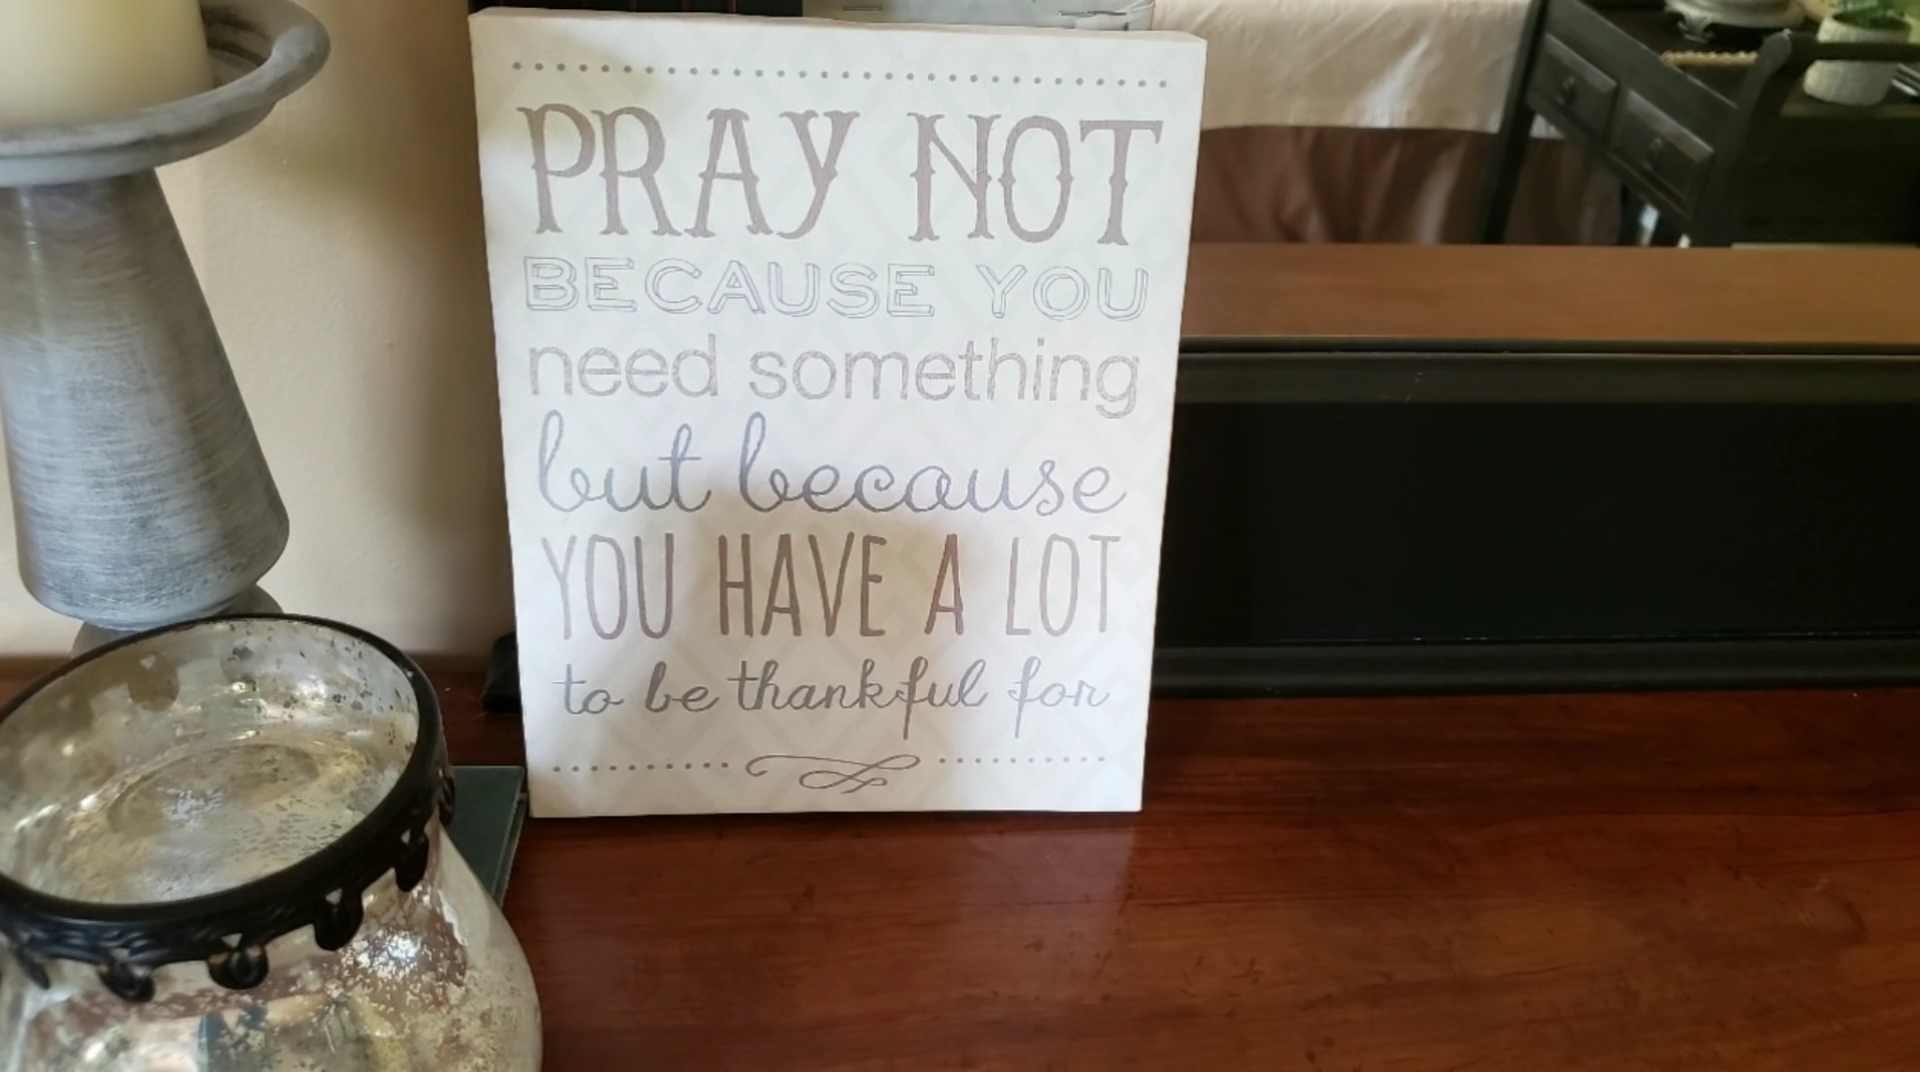 PRAY NOT
BECAUSE YOU
need something
but because
YOU HAVE A LOT
to be thankful for